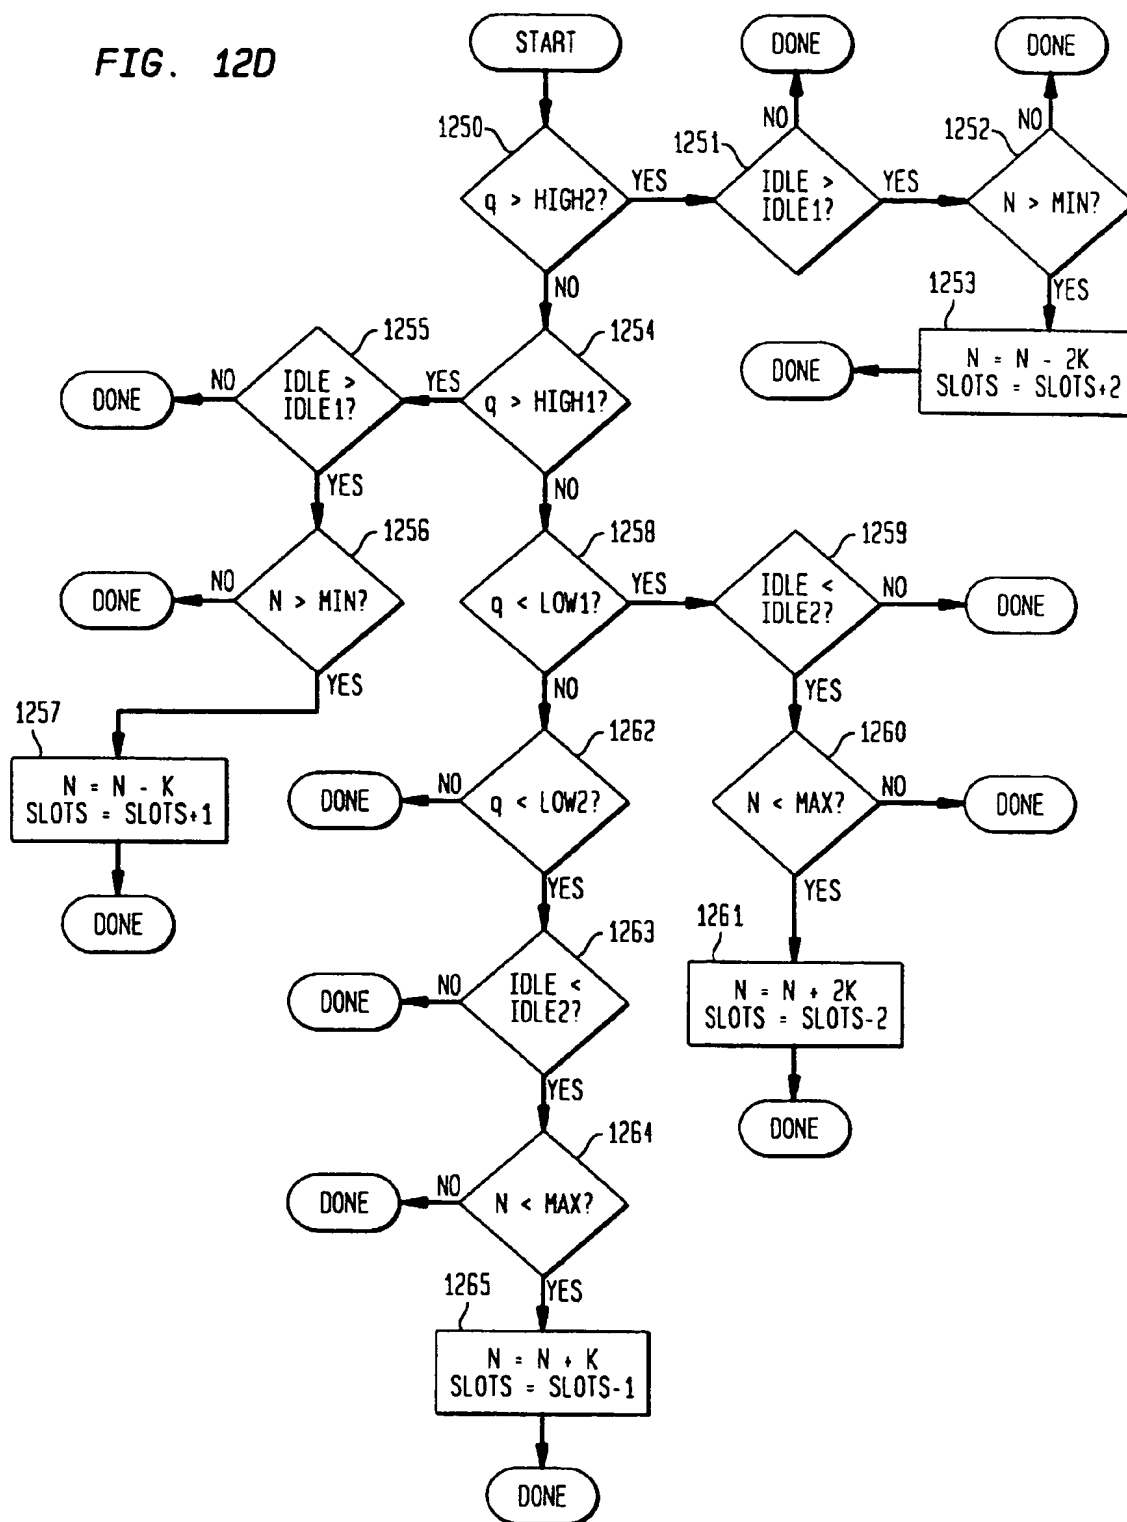 FIG. 12D
START
DONE
DONE
1250
1251
1252
NO
NO
q > HIGH2?
YES
IDLE >
IDLE1?
YES
N > MIN?
NO
YES
1253
1255
1254
N = N - 2K
SLOTS = SLOTS+2
DONE
DONE
NO
IDLE >
IDLE1?
YES
q > HIGH1?
YES
NO
1256
1258
1259
DONE
NO
N > MIN?
q < LOW1?
YES
IDLE <
IDLE2?
NO
DONE
YES
NO
YES
1257
1262
1260
N = N - K
SLOTS = SLOTS+1
DONE
NO
q < LOW2?
N < MAX?
NO
DONE
YES
YES
DONE
1263
1261
DONE
NO
IDLE <
IDLE2?
N = N + 2K
SLOTS = SLOTS-2
YES
DONE
1264
DONE
NO
N < MAX?
YES
1265
N = N + K
SLOTS = SLOTS-1
DONE